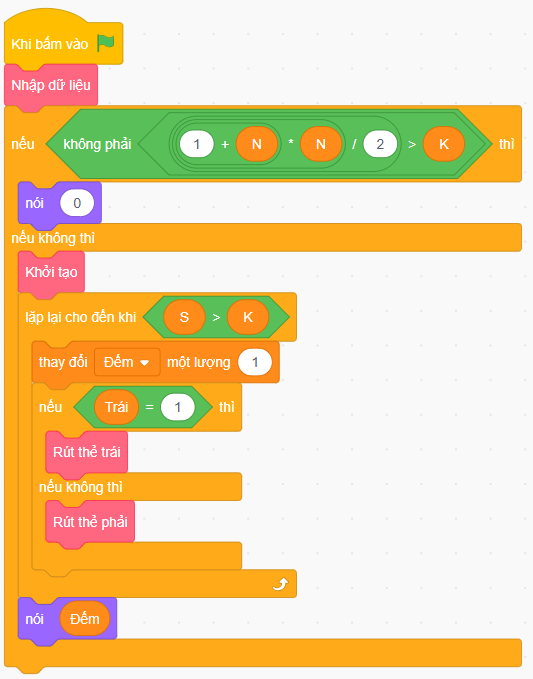 Khi bấm vào
Nhập dữ liệu
nếu không phải 1 + N * N / 2 > K thì
nói 0
nếu không thì
Khởi tạo
lặp lại cho đến khi S > K
thay đổi Đếm một lượng 1
nếu Trái = 1 thì
Rút thẻ trái
nếu không thì
Rút thẻ phải
nói Đếm